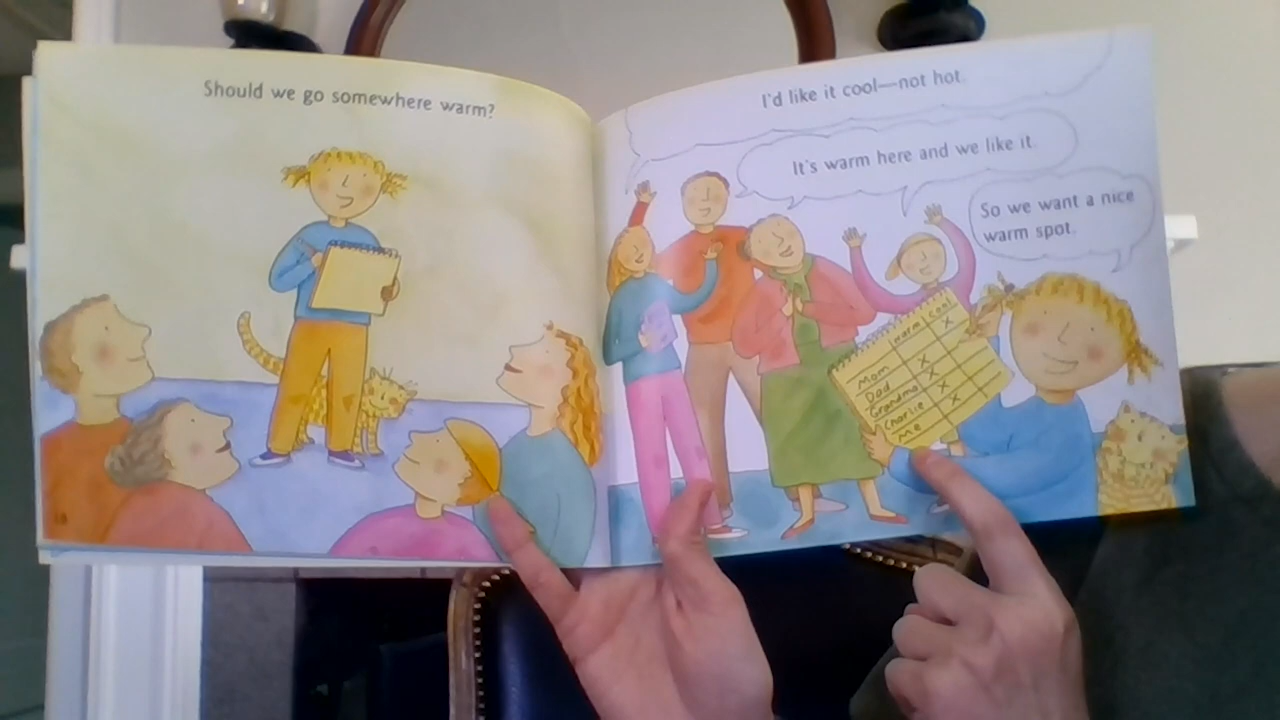 Should we go somewhere warm?
I'd like it cool—not hot.
It's warm here and we like it.
So we want a nice
warm spot.
warm cool
Mom X
Dad X
Grandma X
Charlie X
Me X